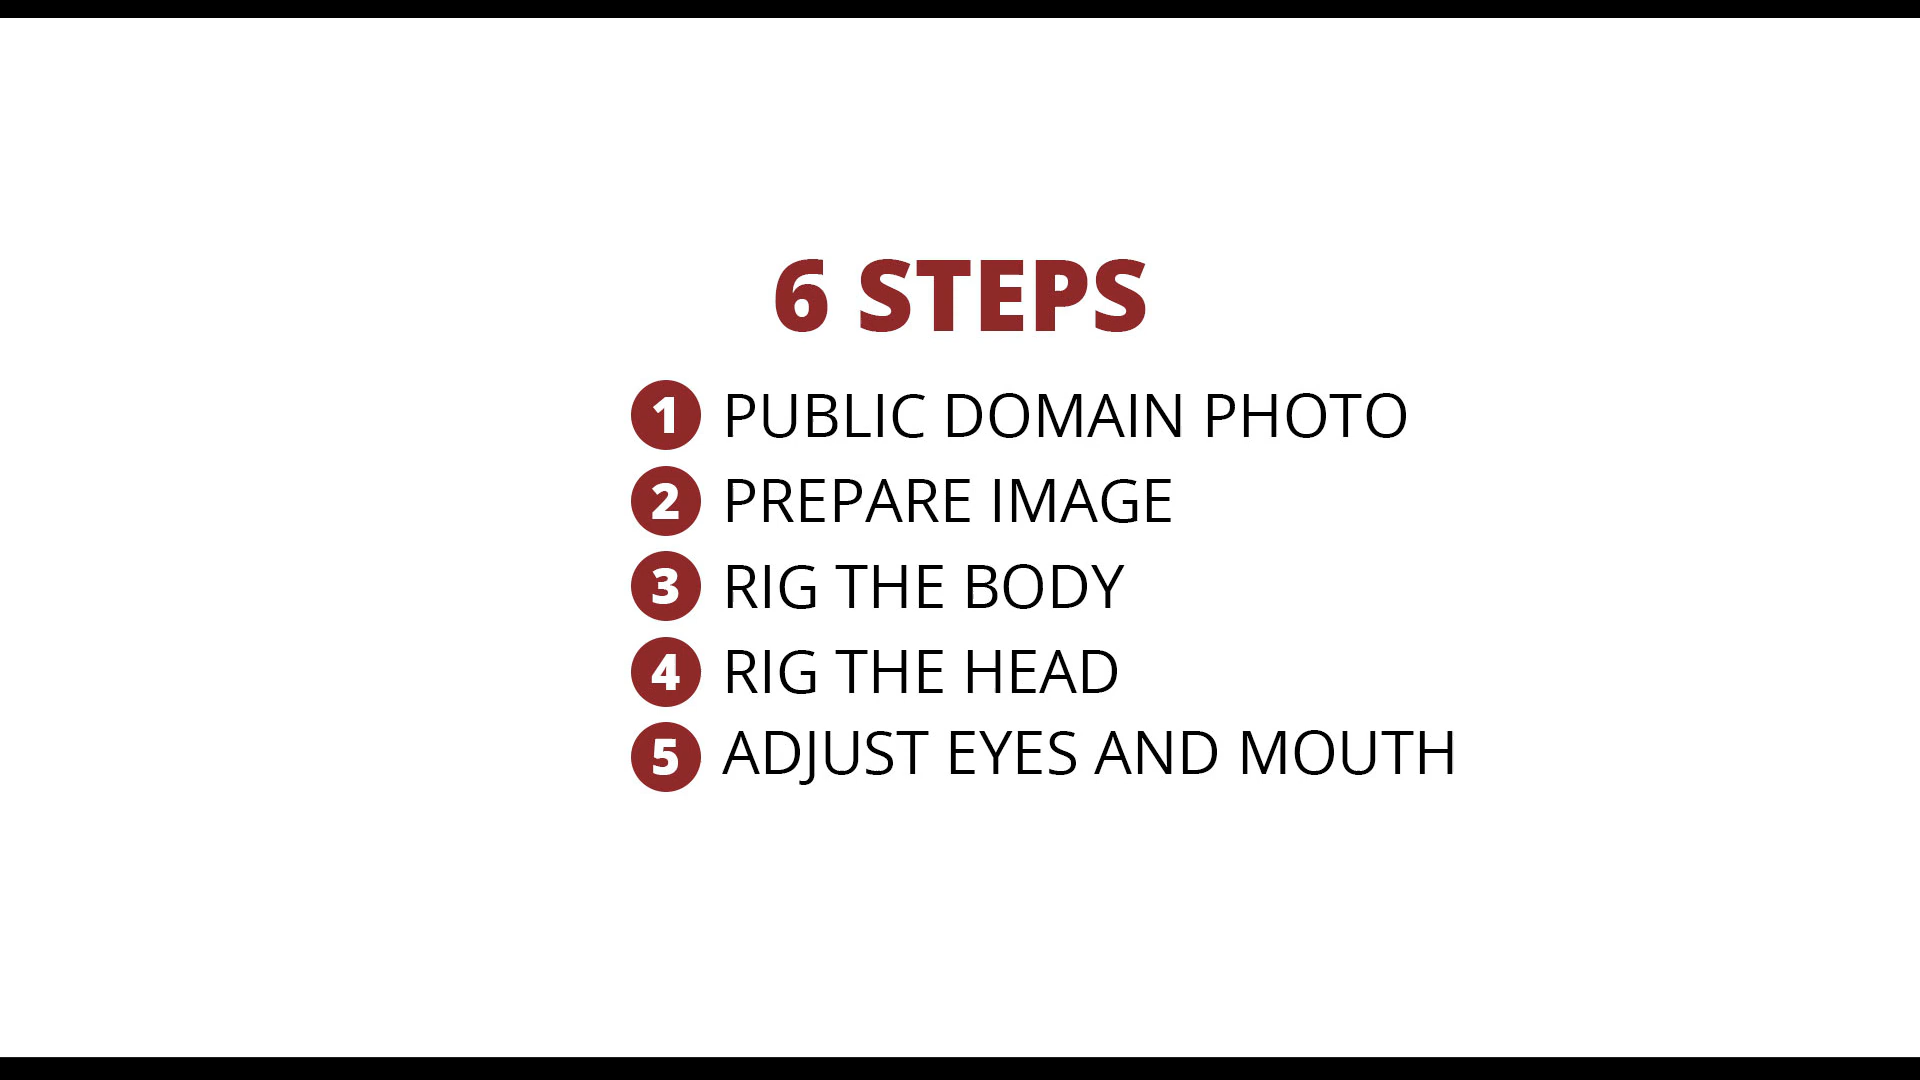 6 STEPS
1 PUBLIC DOMAIN PHOTO
2 PREPARE IMAGE
3 RIG THE BODY
4 RIG THE HEAD
5 ADJUST EYES AND MOUTH